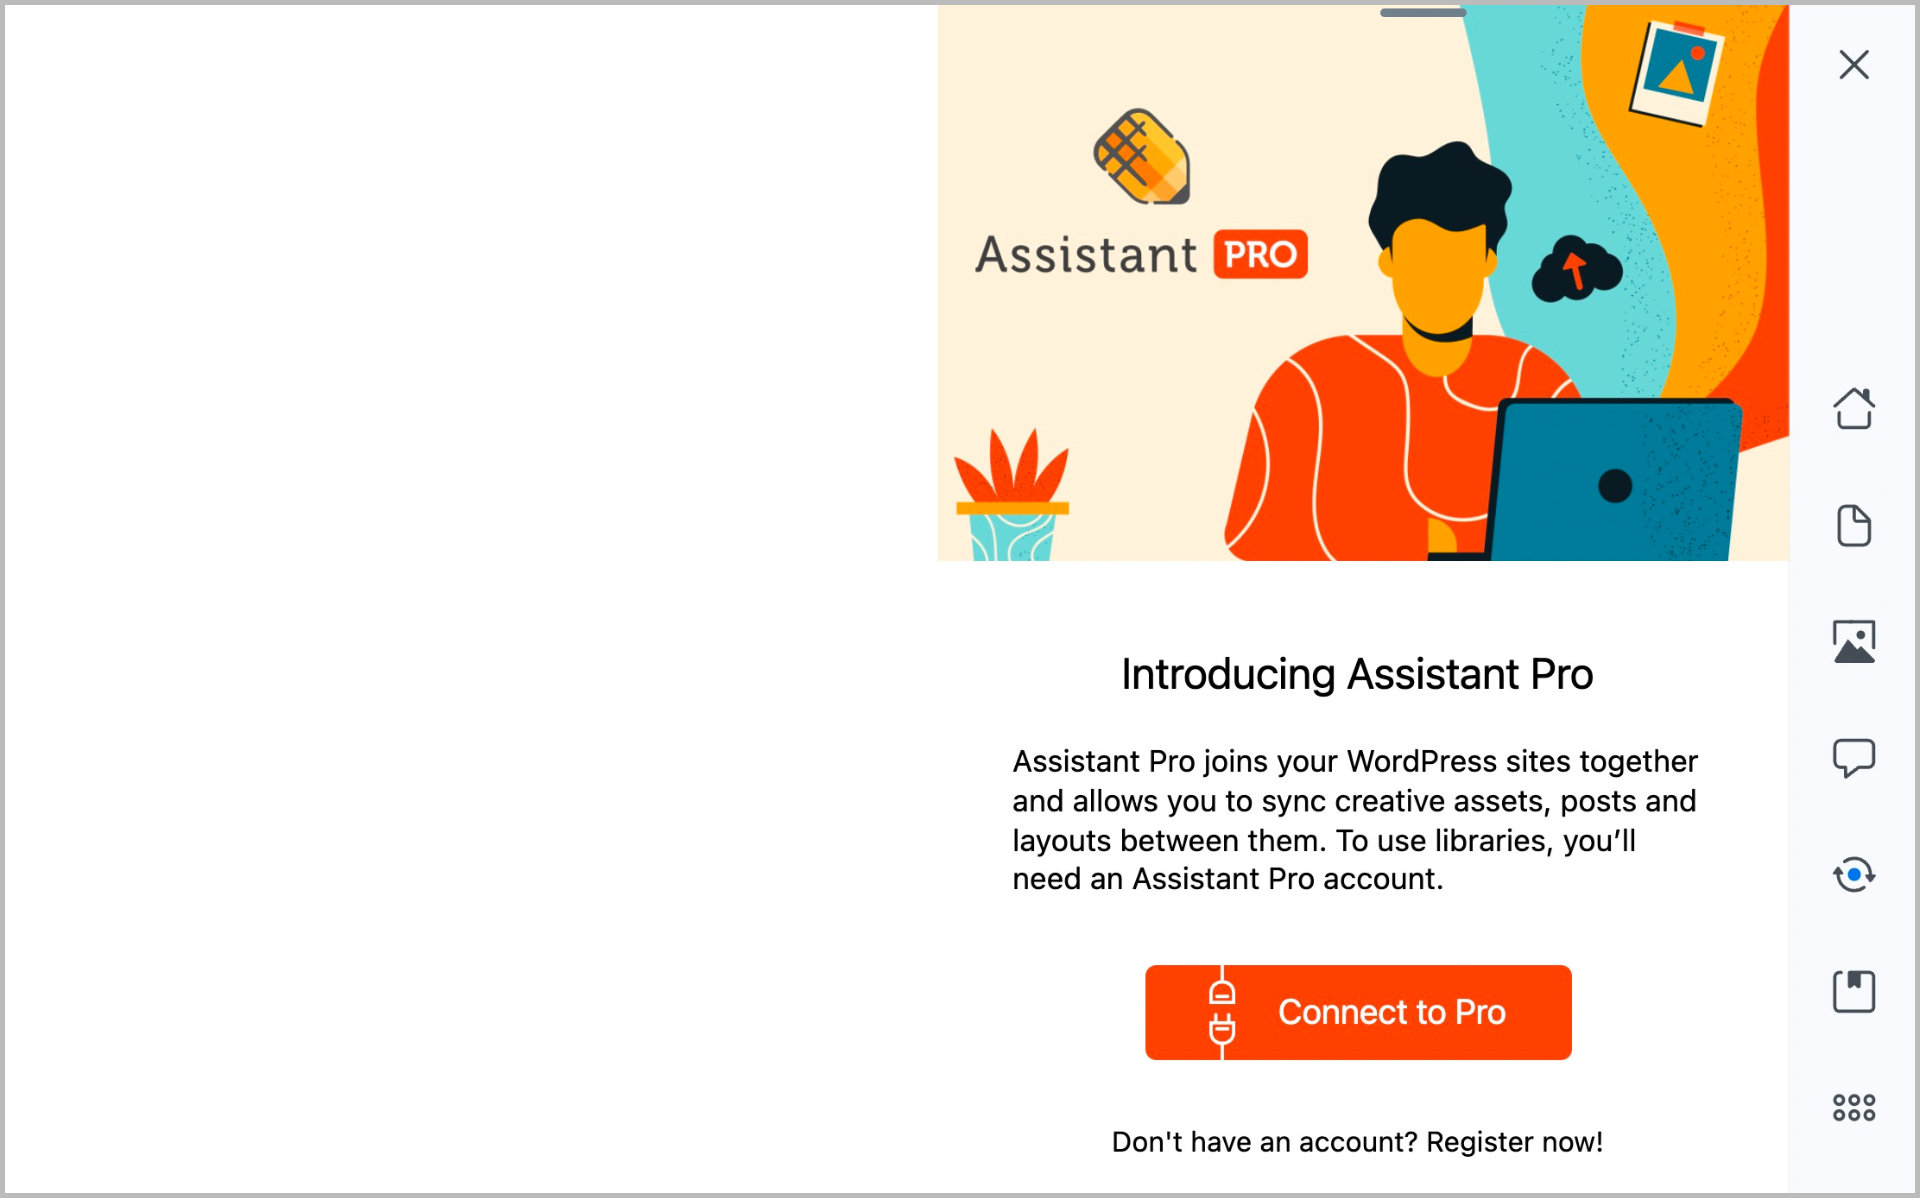 Assistant PRO
Introducing Assistant Pro
Assistant Pro joins your WordPress sites together
and allows you to sync creative assets, posts and
layouts between them. To use libraries, you’ll
need an Assistant Pro account.
Connect to Pro
Don't have an account? Register now!